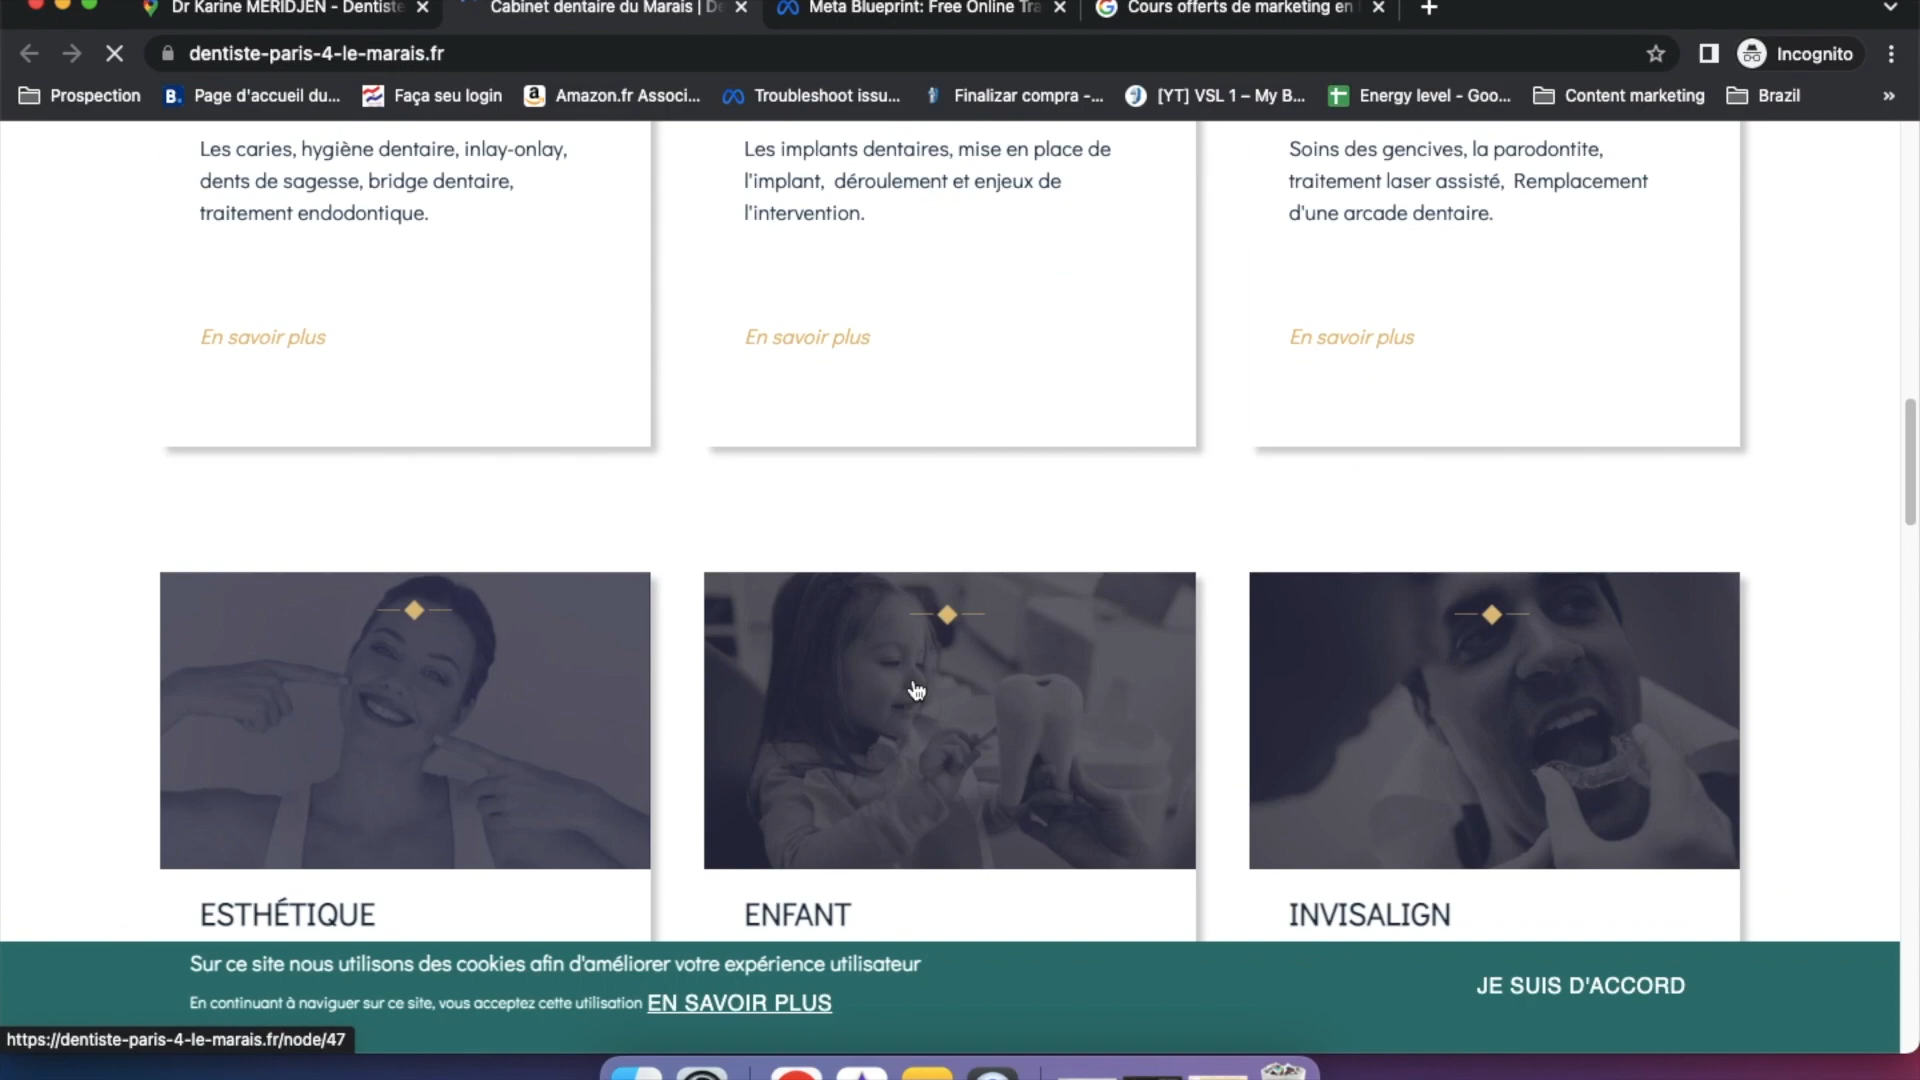 Dr Karine MERIDJEN - Dentiste
Cabinet dentaire du Marais | De
Meta Blueprint: Free Online Tra
Cours offerts de marketing en
dentiste-paris-4-le-marais.fr
Incognito
Prospection
Page d'accueil du...
Faça seu login
Amazon.fr Associ...
Troubleshoot issu...
Finalizar compra -...
[YT] VSL 1 – My B...
Energy level - Goo...
Content marketing
Brazil
»
Les caries, hygiène dentaire, inlay-onlay,
dents de sagesse, bridge dentaire,
traitement endodontique.
En savoir plus
Les implants dentaires, mise en place de
l'implant, déroulement et enjeux de
l'intervention.
En savoir plus
Soins des gencives, la parodontite,
traitement laser assisté, Remplacement
d'une arcade dentaire.
En savoir plus
ESTHÉTIQUE
ENFANT
INVISALIGN
Sur ce site nous utilisons des cookies afin d'améliorer votre expérience utilisateur
En continuant à naviguer sur ce site, vous acceptez cette utilisation EN SAVOIR PLUS
JE SUIS D'ACCORD
https://dentiste-paris-4-le-marais.fr/node/47